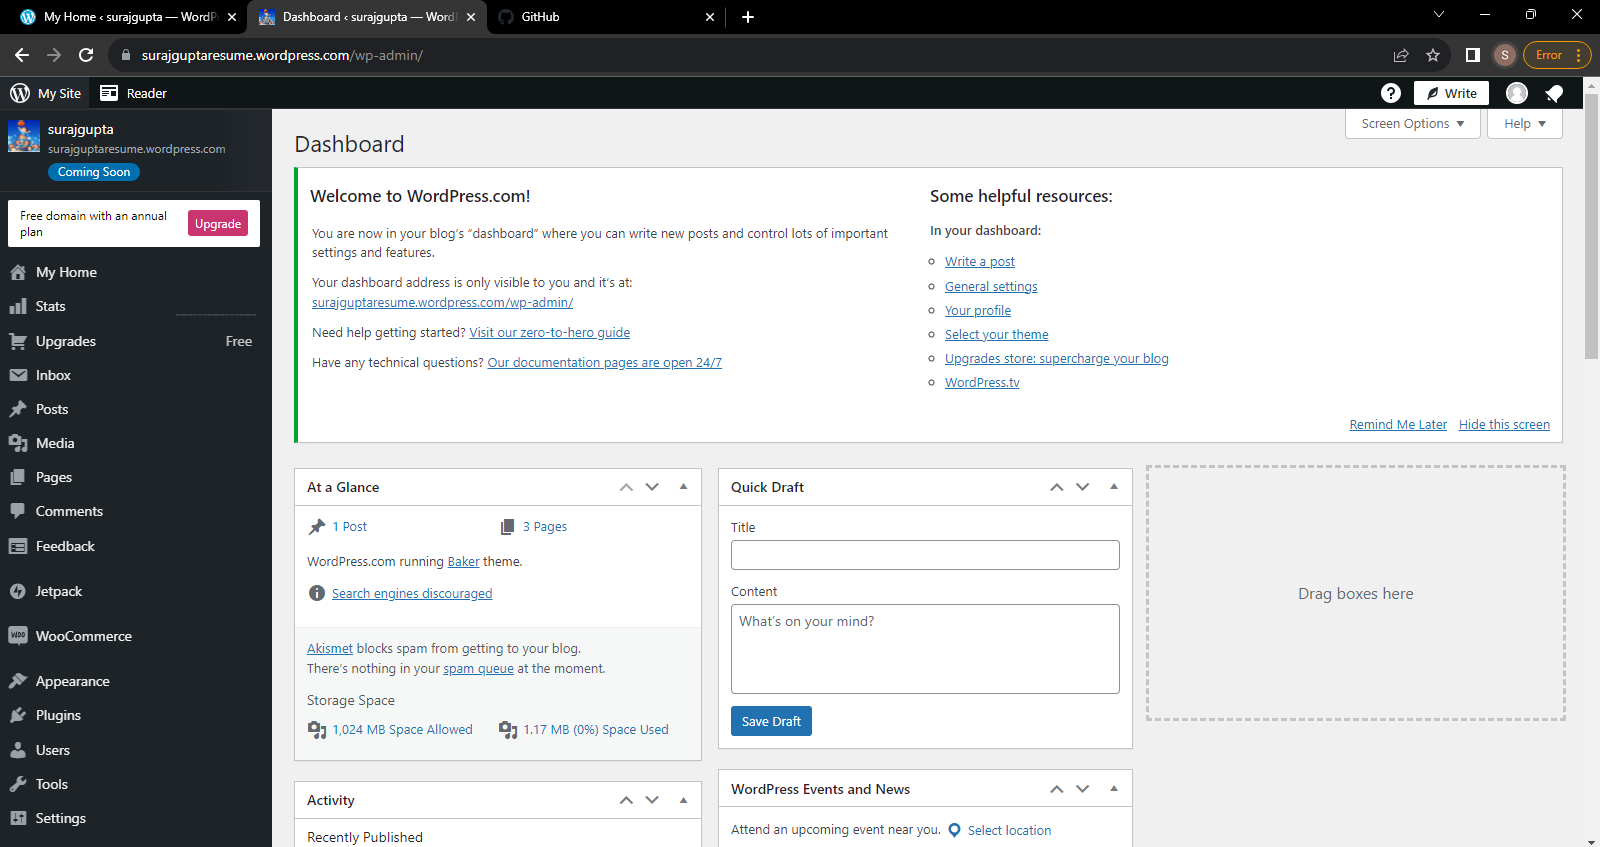 My Home ‹ surajgupta — WordP
Dashboard ‹ surajgupta — Word
GitHub
surajguptaresume.wordpress.com/wp-admin/
S
Error
My Site
Reader
Write
surajgupta
surajguptaresume.wordpress.com
Coming Soon
Free domain with an annual
plan
Upgrade
My Home
Stats
Upgrades Free
Inbox
Posts
Media
Pages
Comments
Feedback
Jetpack
WooCommerce
Appearance
Plugins
Users
Tools
Settings
Screen Options
Help
Dashboard
Welcome to WordPress.com!
You are now in your blog’s “dashboard” where you can write new posts and control lots of important
settings and features.
Your dashboard address is only visible to you and it’s at:
surajguptaresume.wordpress.com/wp-admin/
Need help getting started? Visit our zero-to-hero guide
Have any technical questions? Our documentation pages are open 24/7
Some helpful resources:
In your dashboard:
Write a post
General settings
Your profile
Select your theme
Upgrades store: supercharge your blog
WordPress.tv
Remind Me Later Hide this screen
At a Glance
1 Post
3 Pages
WordPress.com running Baker theme.
Search engines discouraged
Akismet blocks spam from getting to your blog.
There’s nothing in your spam queue at the moment.
Storage Space
1,024 MB Space Allowed
1.17 MB (0%) Space Used
Activity
Recently Published
Quick Draft
Title
Content
What’s on your mind?
Save Draft
WordPress Events and News
Attend an upcoming event near you. Select location
Drag boxes here